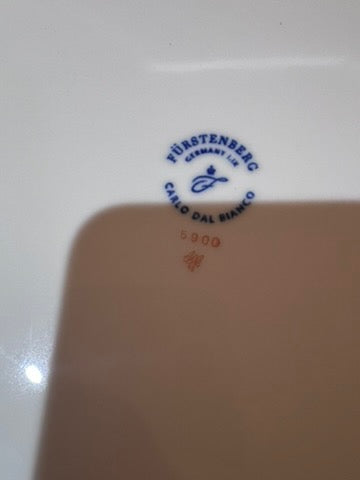 FÜRSTENBERG
GERMANY
CARLO DAL BIANCO
5900